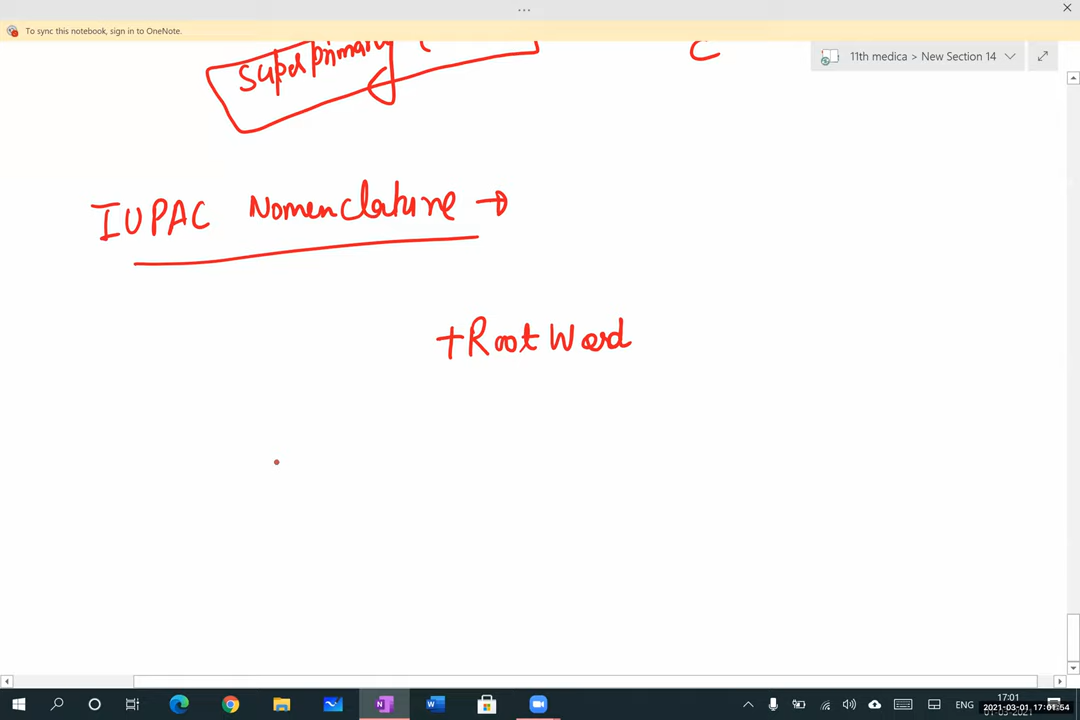 To sync this notebook, sign in to OneNote.
11th medica > New Section 14
Superprimary
IUPAC Nomenclature →
+Root Word
ENG
17:01
2021-03-01 17:01:54